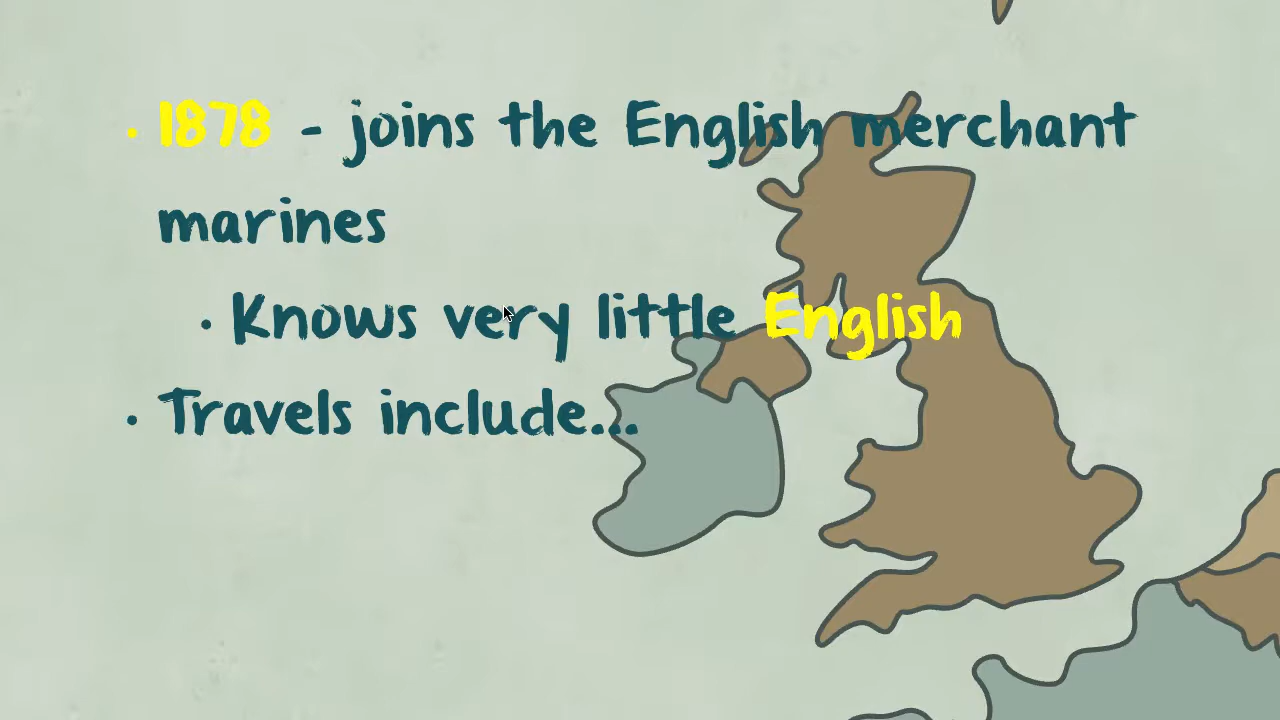 • 1878 - joins the English merchant
marines
• Knows very little English
• Travels include...